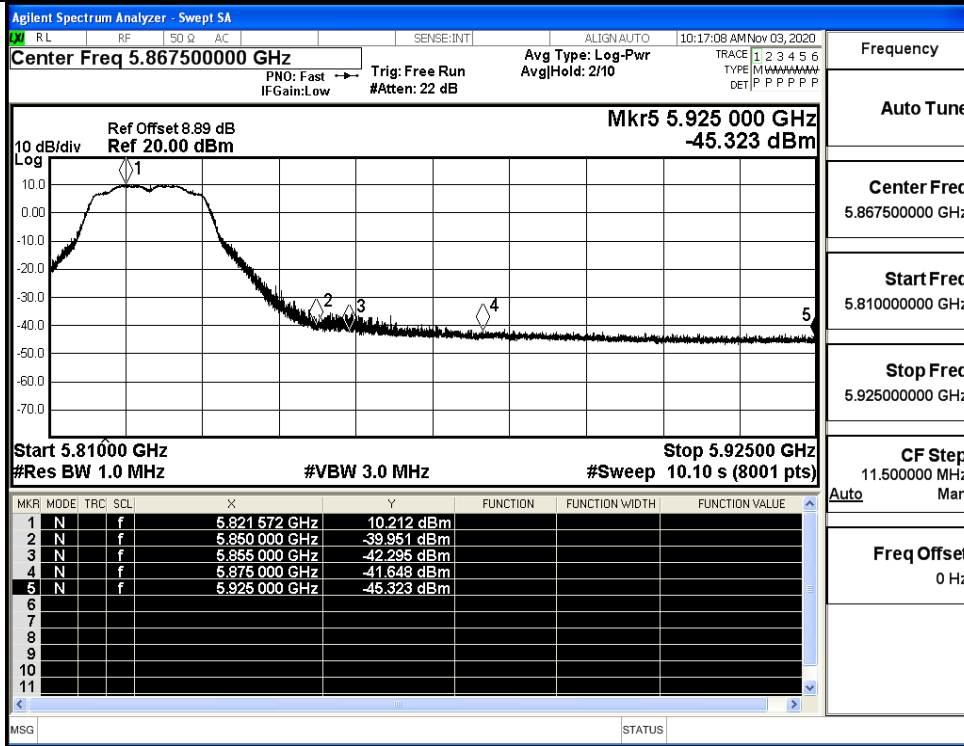 Agilent Spectrum Analyzer - Swept SA
LXI RL RF 50 Ω AC SENSE:INT ALIGN AUTO 10:17:08 AM Nov 03, 2020
Center Freq 5.867500000 GHz
PNO: Fast
IFGain:Low
Trig: Free Run
#Atten: 22 dB
Avg Type: Log-Pwr
Avg|Hold: 2/10
TRACE 1 2 3 4 5 6
TYPE M WWWWW
DET P P P P P P
Mkr5 5.925 000 GHz
-45.323 dBm
Ref Offset 8.89 dB
10 dB/div Ref 20.00 dBm
Log
10.0
0.00
-10.0
-20.0
-30.0
-40.0
-50.0
-60.0
-70.0
1
2
3
4
5
Start 5.81000 GHz Stop 5.92500 GHz
#Res BW 1.0 MHz #VBW 3.0 MHz #Sweep 10.10 s (8001 pts)
MKR MODE TRC SCL X Y FUNCTION FUNCTION WIDTH FUNCTION VALUE
1 N f 5.821 572 GHz 10.212 dBm
2 N f 5.850 000 GHz -39.951 dBm
3 N f 5.855 000 GHz -42.295 dBm
4 N f 5.875 000 GHz -41.648 dBm
5 N f 5.925 000 GHz -45.323 dBm
6
7
8
9
10
11
MSG STATUS
Frequency
Auto Tune
Center Freq
5.867500000 GHz
Start Freq
5.810000000 GHz
Stop Freq
5.925000000 GHz
CF Step
11.500000 MHz
Auto Man
Freq Offset
0 Hz